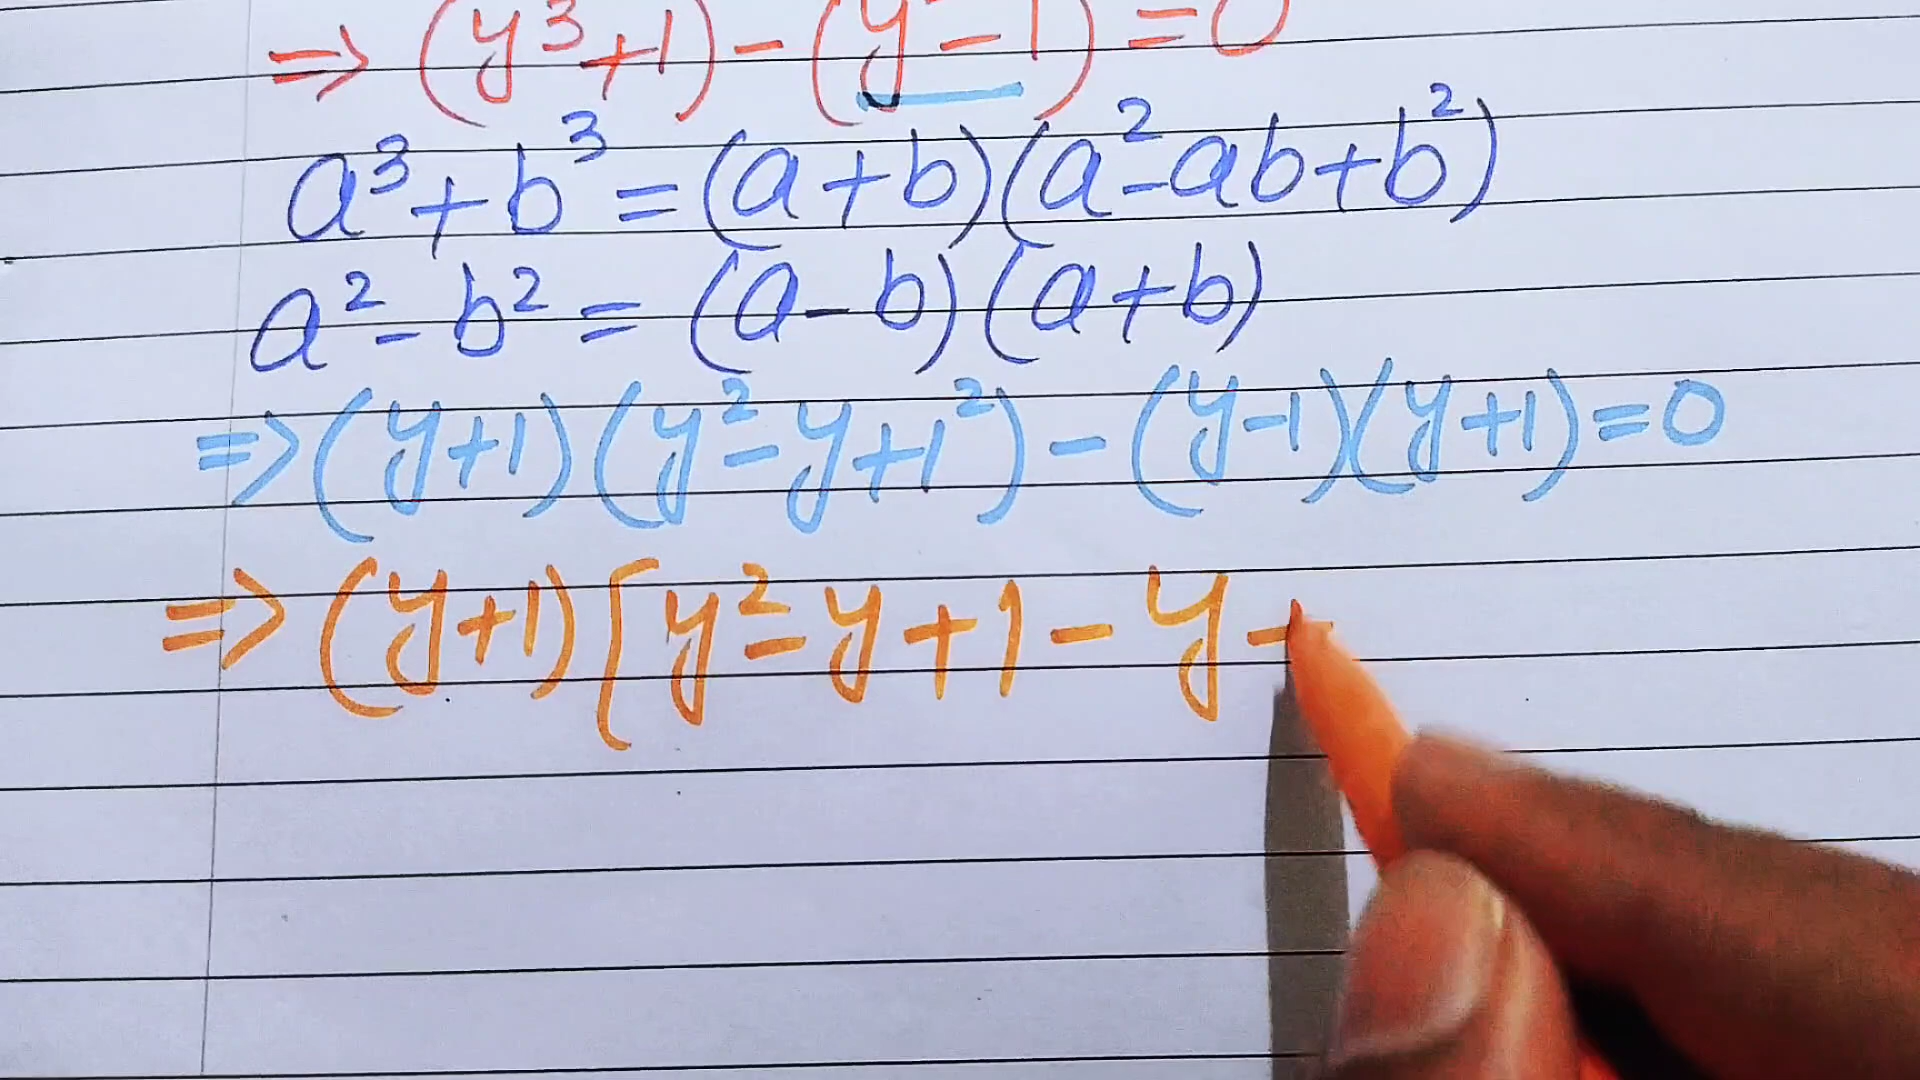 => (y³+1) - (y²-1) = 0
a³ + b³ = (a+b)(a²-ab+b²)
a² - b² = (a-b)(a+b)
=> (y+1)(y²-y+1²) - (y-1)(y+1) = 0
=> (y+1)[y²-y+1-y+